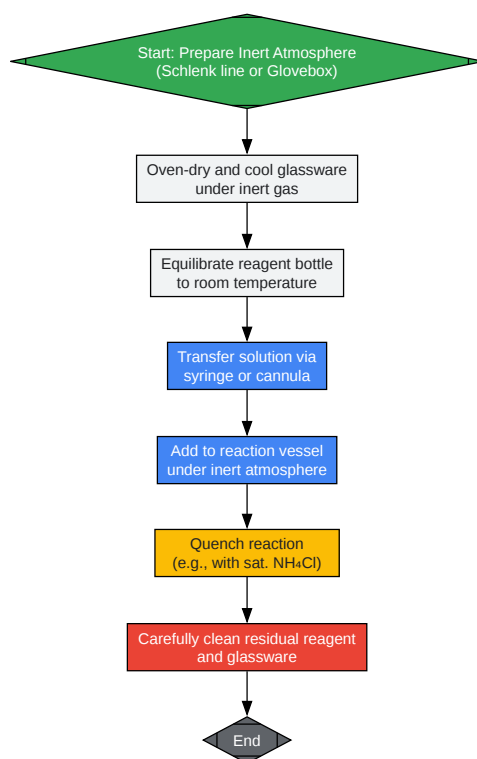 Start: Prepare Inert Atmosphere
(Schlenk line or Glovebox)
Oven-dry and cool glassware
under inert gas
Equilibrate reagent bottle
to room temperature
Transfer solution via
syringe or cannula
Add to reaction vessel
under inert atmosphere
Quench reaction
(e.g., with sat. NH₄Cl)
Carefully clean residual reagent
and glassware
End